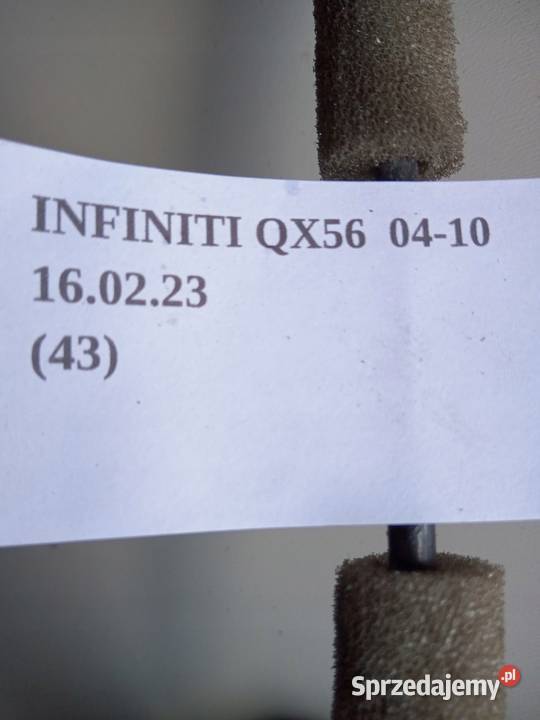 INFINITI QX56 04-10
16.02.23
(43)
Sprzedajemy.pl